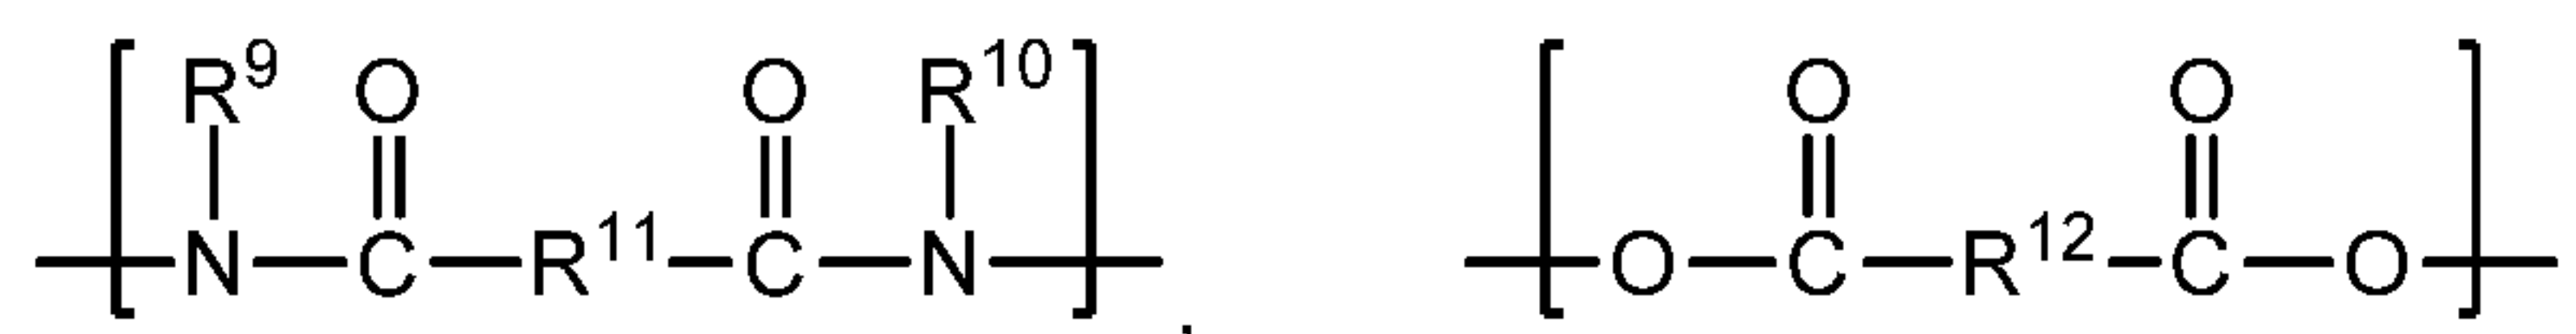 R⁹ O O R¹⁰ O O
N C R¹¹ C N , O C R¹² C O